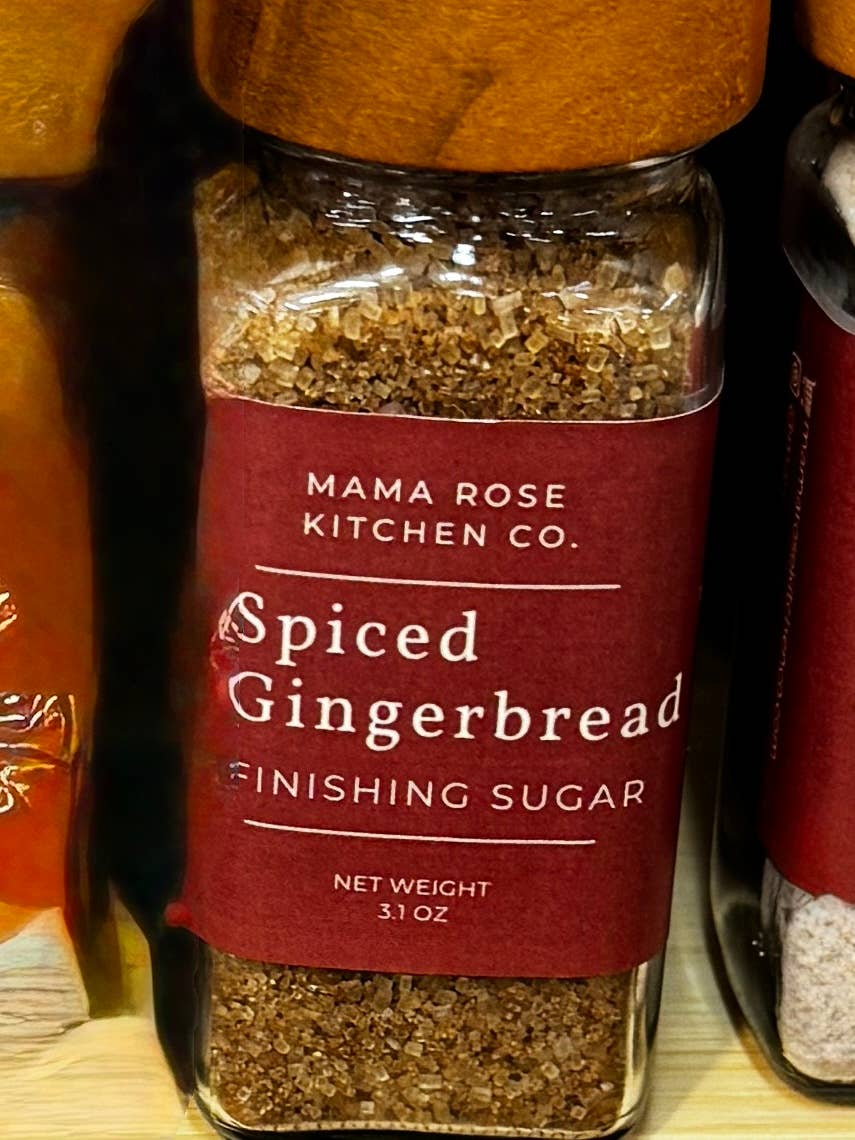 MAMA ROSE
KITCHEN CO.
Spiced
Gingerbread
FINISHING SUGAR
NET WEIGHT
3.1 OZ